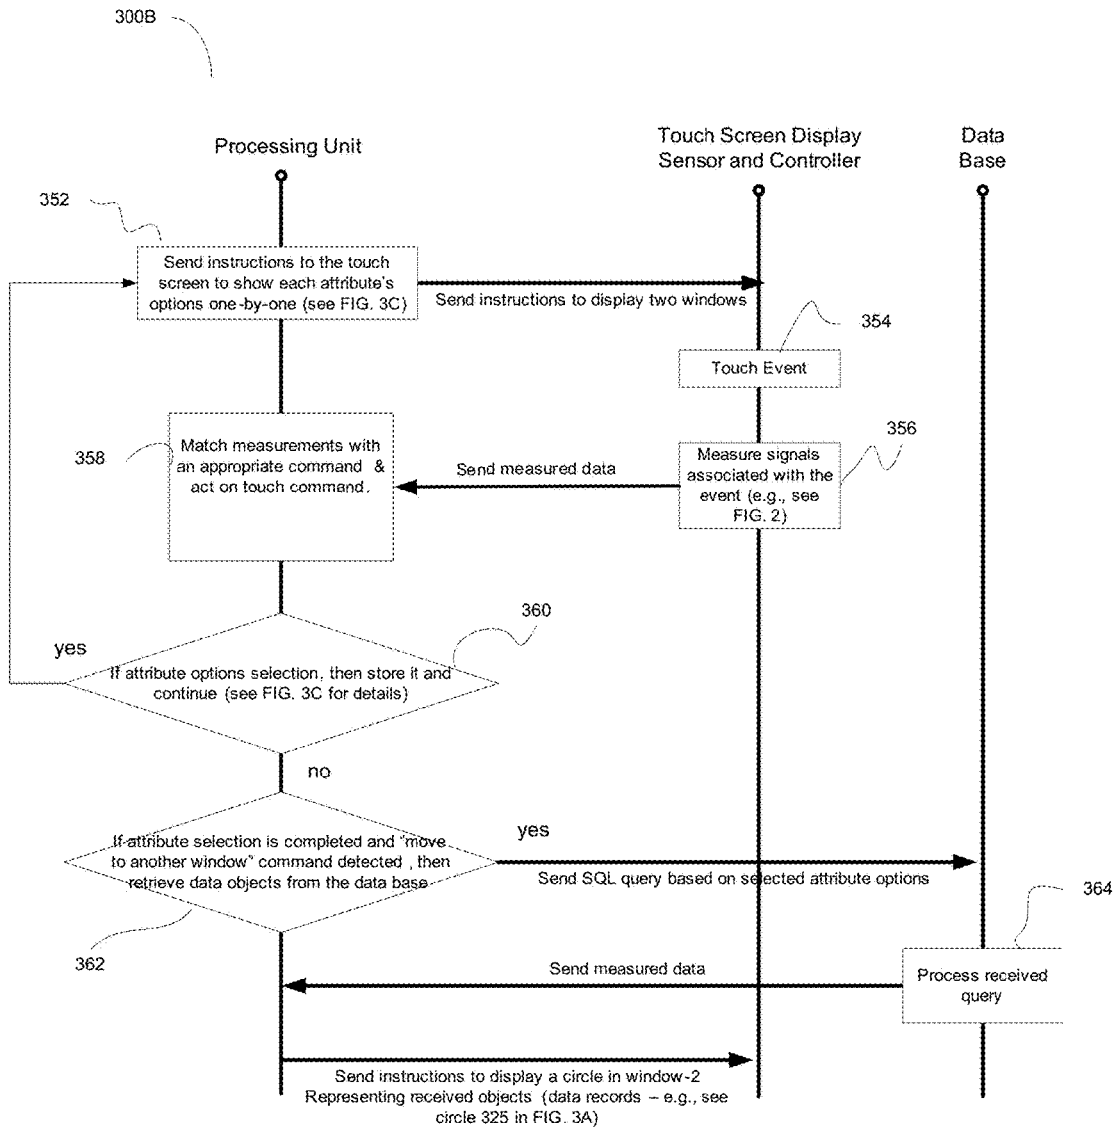 300B
Processing Unit
Touch Screen Display
Sensor and Controller
Data
Base
352
Send instructions to the touch
screen to show each attribute's
options one-by-one (see FIG. 3C)
Send instructions to display two windows
354
Touch Event
356
Measure signals
associated with the
event (e.g., see
FIG. 2)
Send measured data
358
Match measurements with
an appropriate command &
act on touch command.
360
yes
If attribute options selection, then store it and
continue (see FIG. 3C for details)
no
If attribute selection is completed and "move
to another window" command detected, then
retrieve data objects from the data base
yes
Send SQL query based on selected attribute options
362
364
Process received
query
Send measured data
Send instructions to display a circle in window-2
Representing received objects (data records – e.g., see
circle 325 in FIG. 3A)